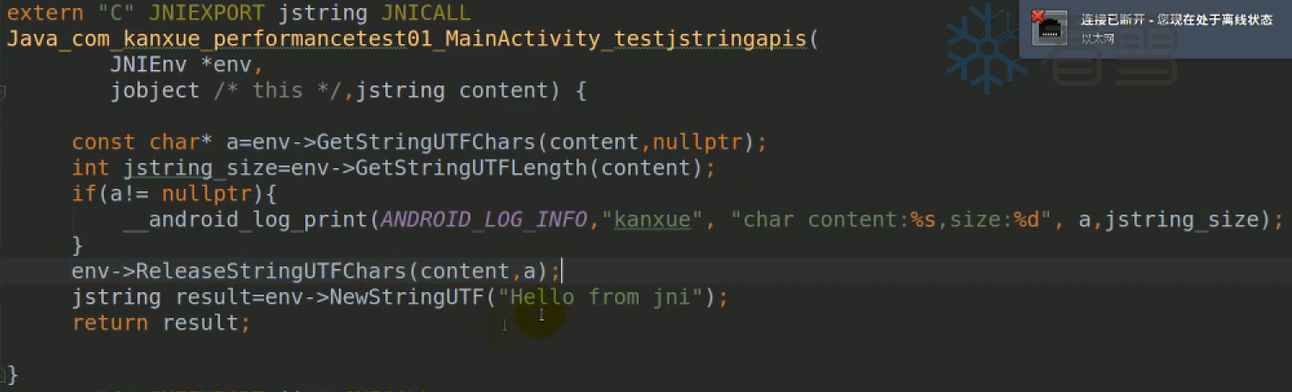 extern "C" JNIEXPORT jstring JNICALL
Java_com_kanxue_performancetest01_MainActivity_testjstringapis(
        JNIEnv *env,
        jobject /* this */,jstring content) {
    const char* a=env->GetStringUTFChars(content,nullptr);
    int jstring_size=env->GetStringUTFLength(content);
    if(a!= nullptr){
        __android_log_print(ANDROID_LOG_INFO,"kanxue", "char content:%s,size:%d", a,jstring_size);
    }
    env->ReleaseStringUTFChars(content,a);
    jstring result=env->NewStringUTF("Hello from jni");
    return result;
}
连接已断开 - 您现在处于离线状态
以太网
看雪